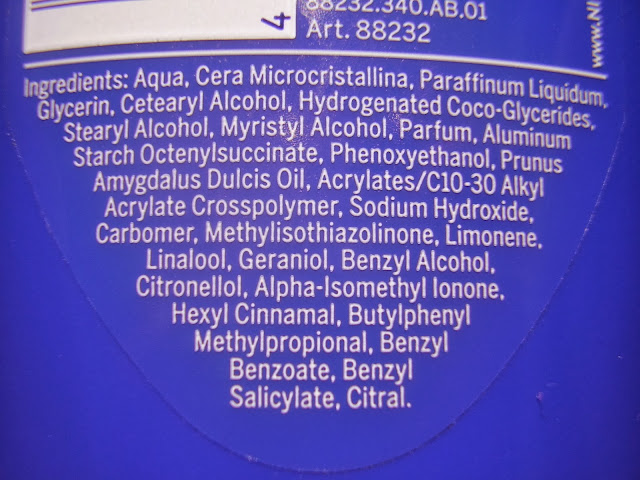 4
88232.340.AB.01
Art. 88232
www.NI
Ingredients: Aqua, Cera Microcristallina, Paraffinum Liquidum,
Glycerin, Cetearyl Alcohol, Hydrogenated Coco-Glycerides,
Stearyl Alcohol, Myristyl Alcohol, Parfum, Aluminum
Starch Octenylsuccinate, Phenoxyethanol, Prunus
Amygdalus Dulcis Oil, Acrylates/C10-30 Alkyl
Acrylate Crosspolymer, Sodium Hydroxide,
Carbomer, Methylisothiazolinone, Limonene,
Linalool, Geraniol, Benzyl Alcohol,
Citronellol, Alpha-Isomethyl Ionone,
Hexyl Cinnamal, Butylphenyl
Methylpropional, Benzyl
Benzoate, Benzyl
Salicylate, Citral.